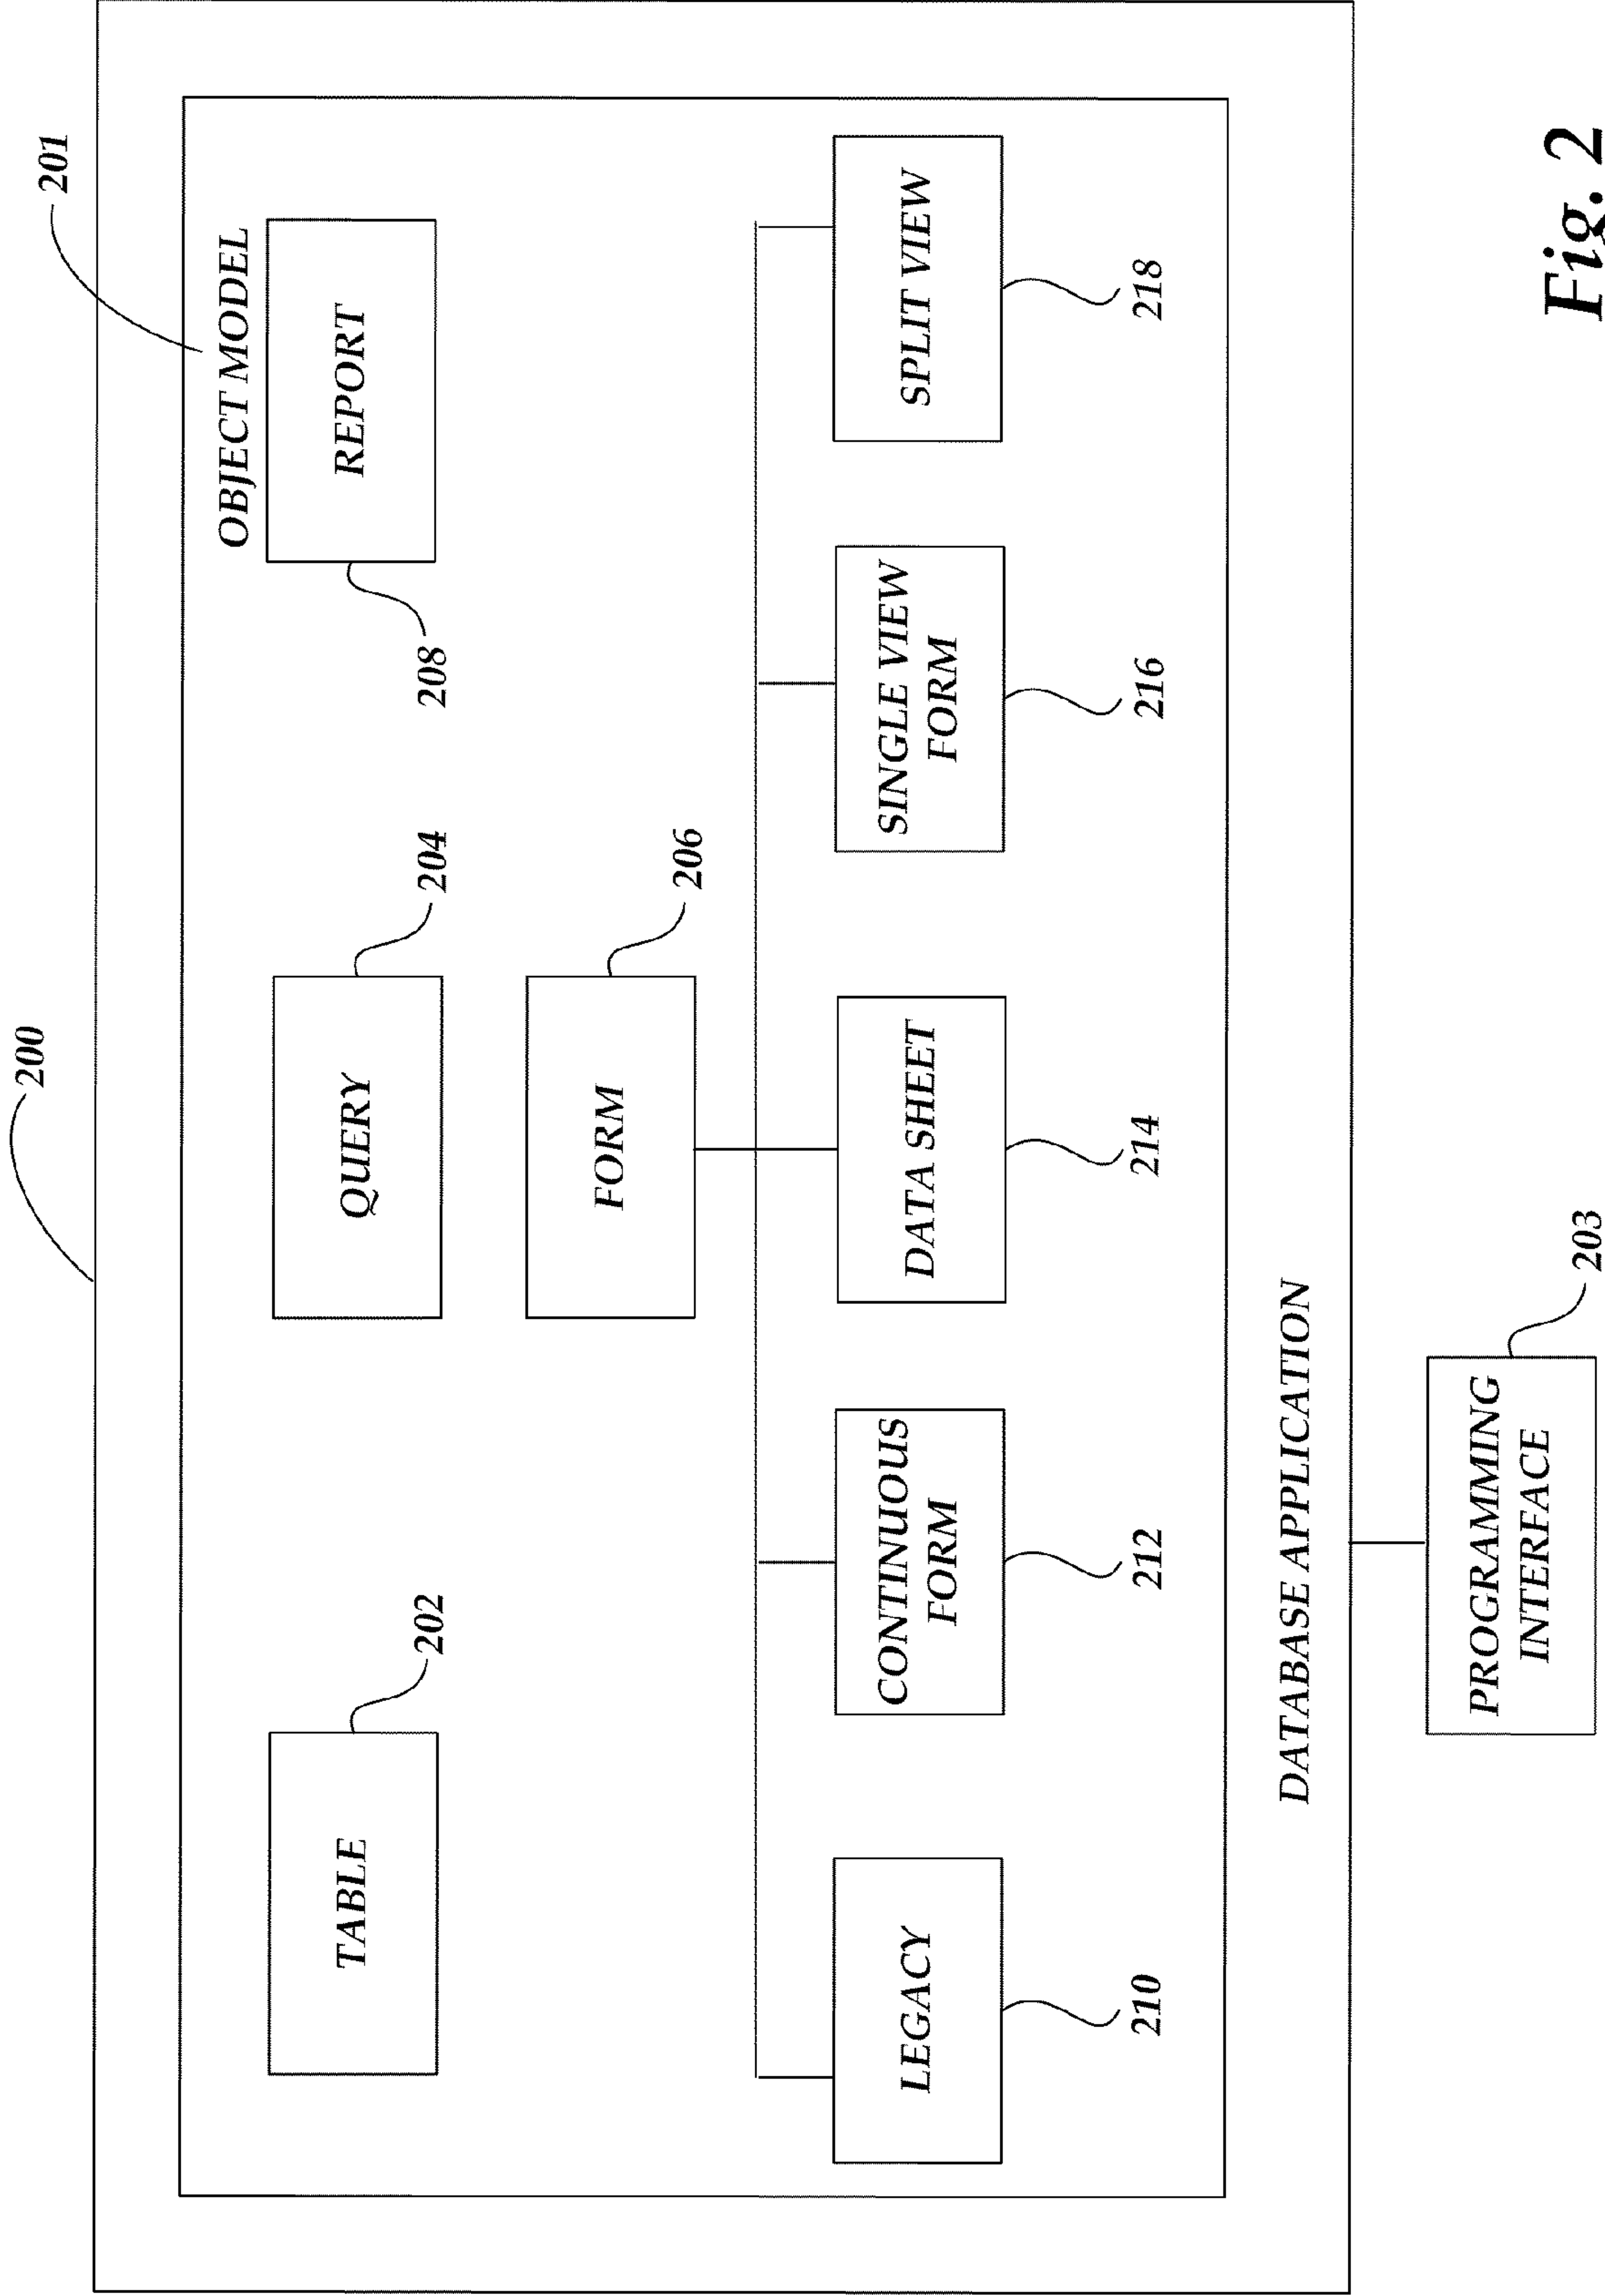 200
201
OBJECT MODEL
TABLE
202
QUERY
204
REPORT
208
FORM
206
LEGACY
CONTINUOUS
FORM
DATA SHEET
SINGLE VIEW
FORM
SPLIT VIEW
210
212
214
216
218
DATABASE APPLICATION
PROGRAMMING
INTERFACE
203
Fig. 2